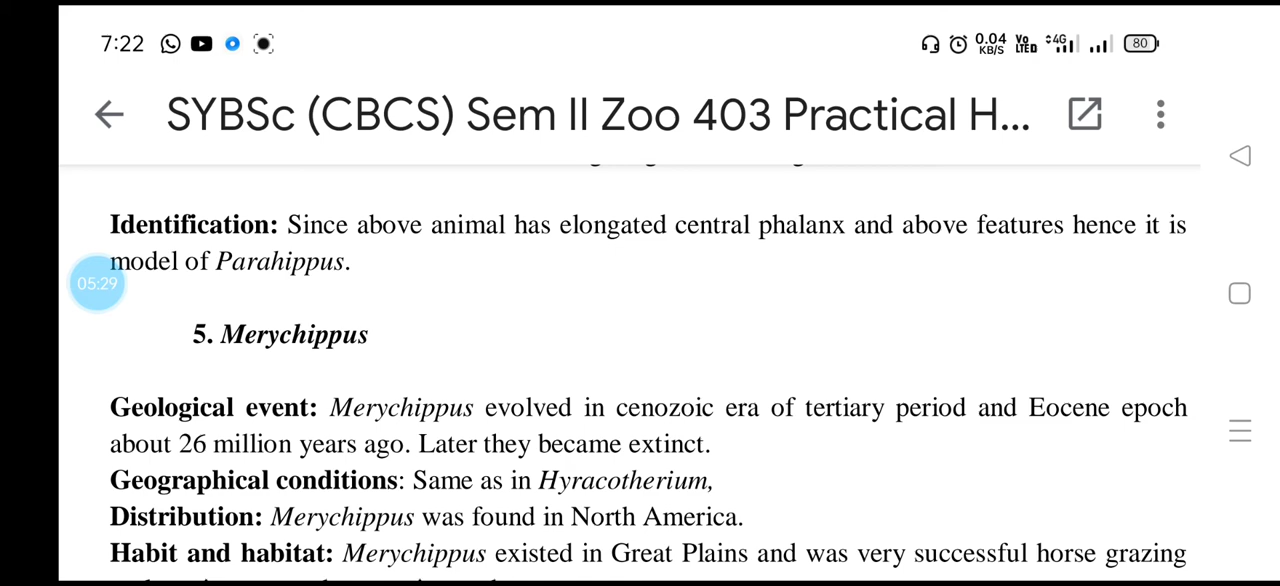 7:22 0.04 KB/S Vo LTED 4G 80
SYBSc (CBCS) Sem II Zoo 403 Practical H...
Identification: Since above animal has elongated central phalanx and above features hence it is
model of Parahippus.
05:29
5. Merychippus
Geological event: Merychippus evolved in cenozoic era of tertiary period and Eocene epoch
about 26 million years ago. Later they became extinct.
Geographical conditions: Same as in Hyracotherium,
Distribution: Merychippus was found in North America.
Habit and habitat: Merychippus existed in Great Plains and was very successful horse grazing